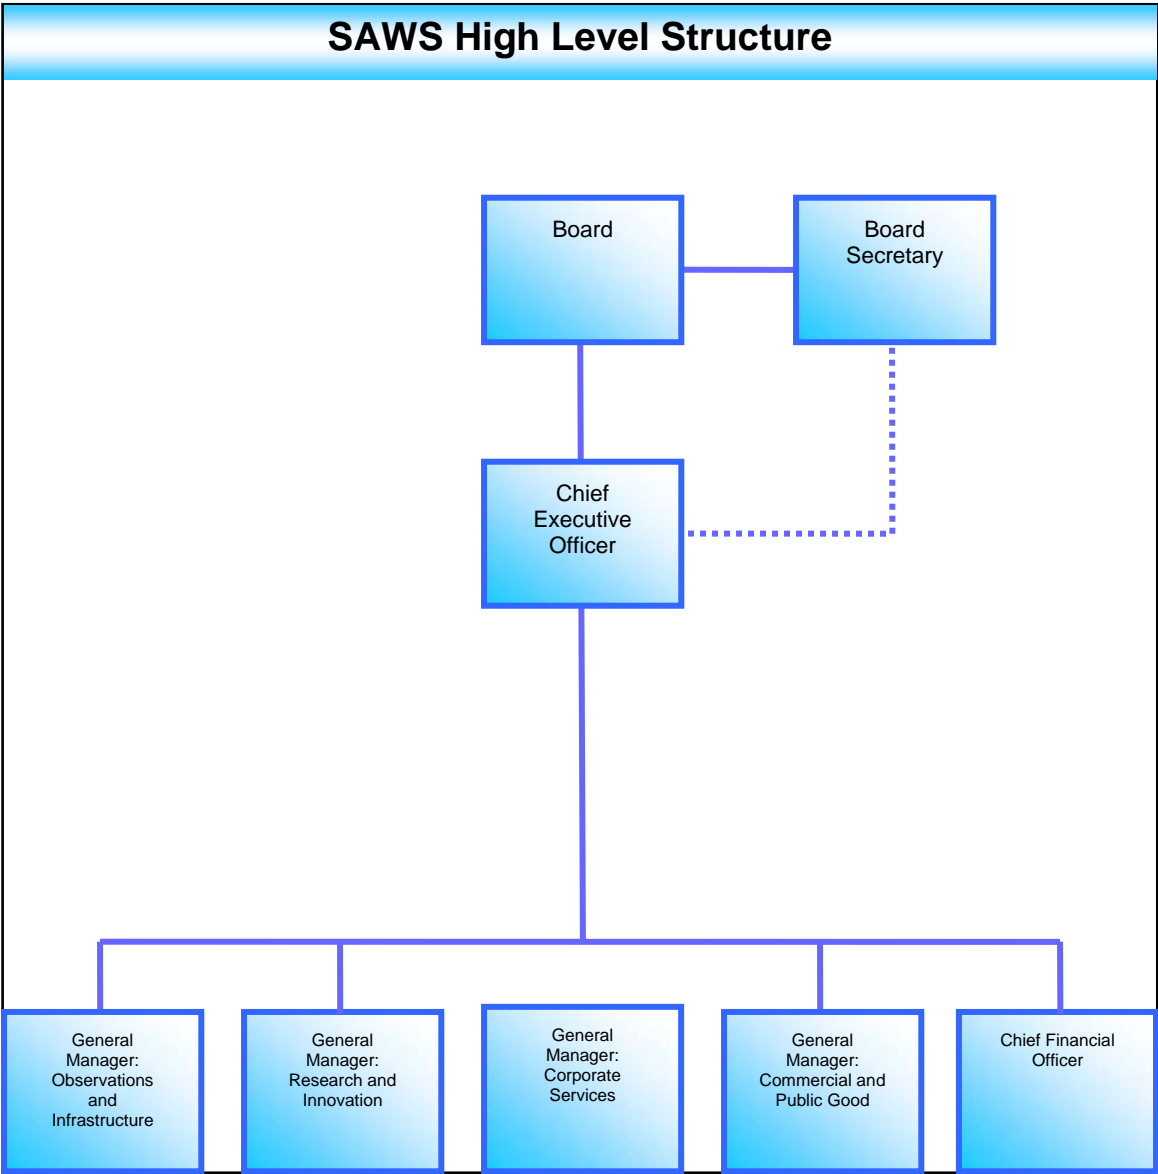 SAWS High Level Structure
Board
Board
Secretary
Chief
Executive
Officer
General
Manager:
Observations
and
Infrastructure
General
Manager:
Research and
Innovation
General
Manager:
Corporate
Services
General
Manager:
Commercial and
Public Good
Chief Financial
Officer